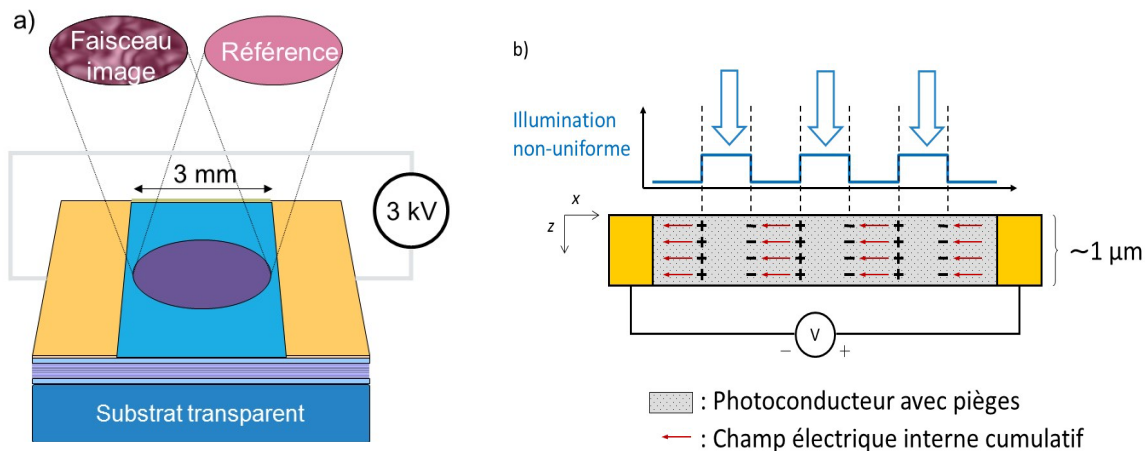 a)
Faisceau
image
Référence
3 mm
3 kV
Substrat transparent
b)
Illumination
non-uniforme
x
z
+ - + - + -
+ - + - + -
+ - + - + -
+ - + - + -
~1 µm
− V +
: Photoconducteur avec pièges
: Champ électrique interne cumulatif